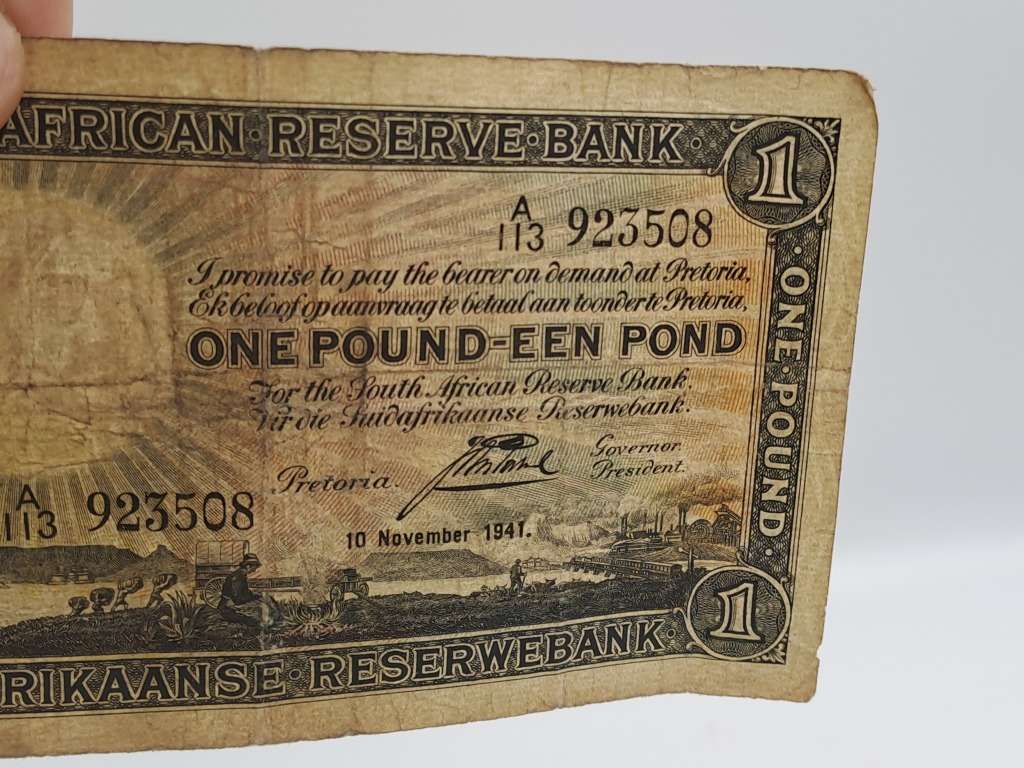 AFRICAN·RESERVE·BANK·
1
A
113 923508
I promise to pay the bearer on demand at Pretoria,
Ek beloof op aanvraag te betaal aan toonder te Pretoria,
ONE POUND-EEN POND
For the South African Reserve Bank.
Vir die Suidafrikaanse Reserwebank.
Governor
Pretoria.
President.
A
113 923508
10 November 1941.
·ONE·POUND·
RIKAANSE·RESERWEBANK·
1